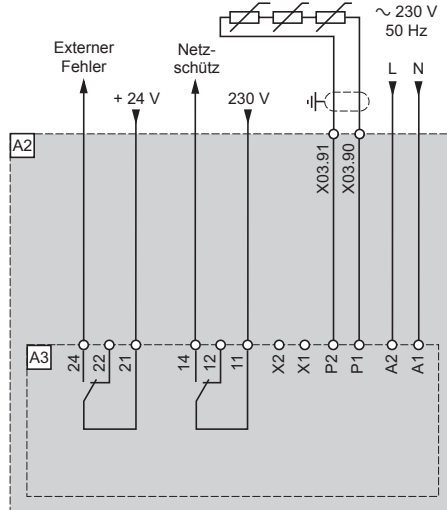 ∼ 230 V
50 Hz
Externer
Fehler
Netz-
schütz
+ 24 V
230 V
L
N
A2
X03.91
X03.90
A3
24
22
21
14
12
11
X2
X1
P2
P1
A2
A1